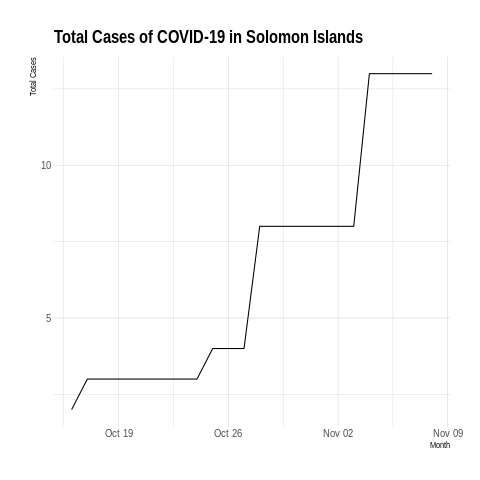 Total Cases of COVID-19 in Solomon Islands
Total Cases
10
5
Oct 19
Oct 26
Nov 02
Nov 09
Month